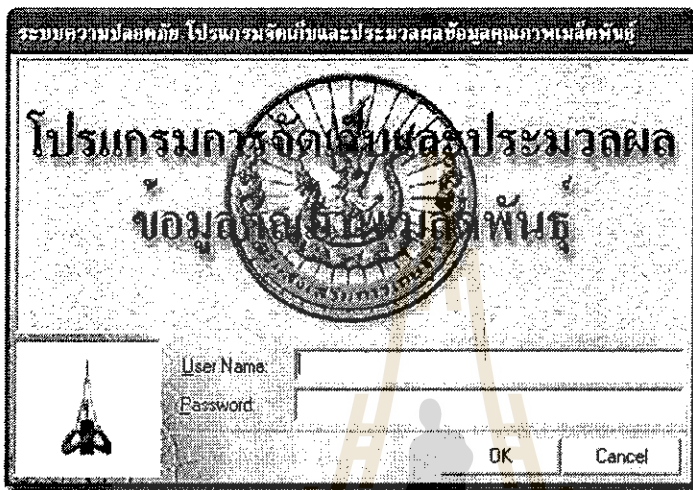 ระบบความปลอดภัย โปรแกรมจัดเก็บและประมวลผลข้อมูลคุณภาพเมล็ดพันธุ์
โปรแกรมการจัดเก็บและประมวลผล
ข้อมูลคุณภาพเมล็ดพันธุ์
User Name:
Password:
OK Cancel